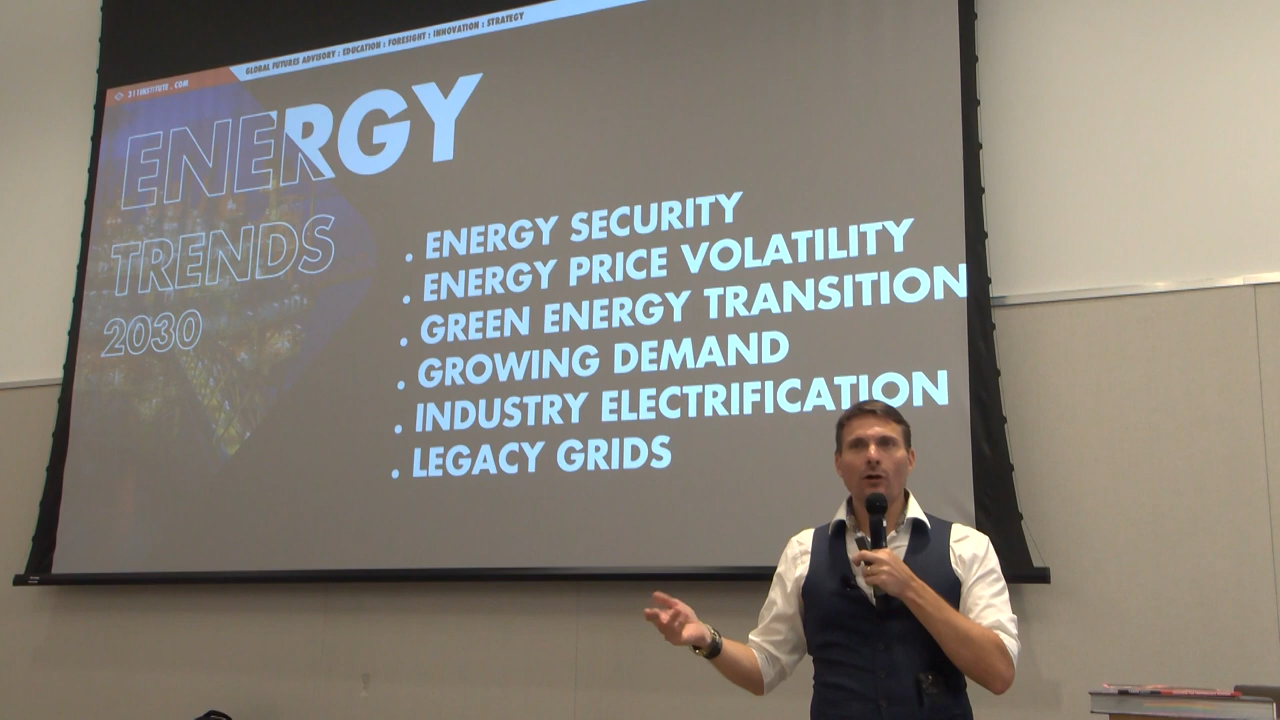 311INSTITUTE . COM
GLOBAL FUTURES ADVISORY : EDUCATION : FORESIGHT : INNOVATION : STRATEGY
ENERGY
TRENDS
2030
. ENERGY SECURITY
. ENERGY PRICE VOLATILITY
. GREEN ENERGY TRANSITION
. GROWING DEMAND
. INDUSTRY ELECTRIFICATION
. LEGACY GRIDS